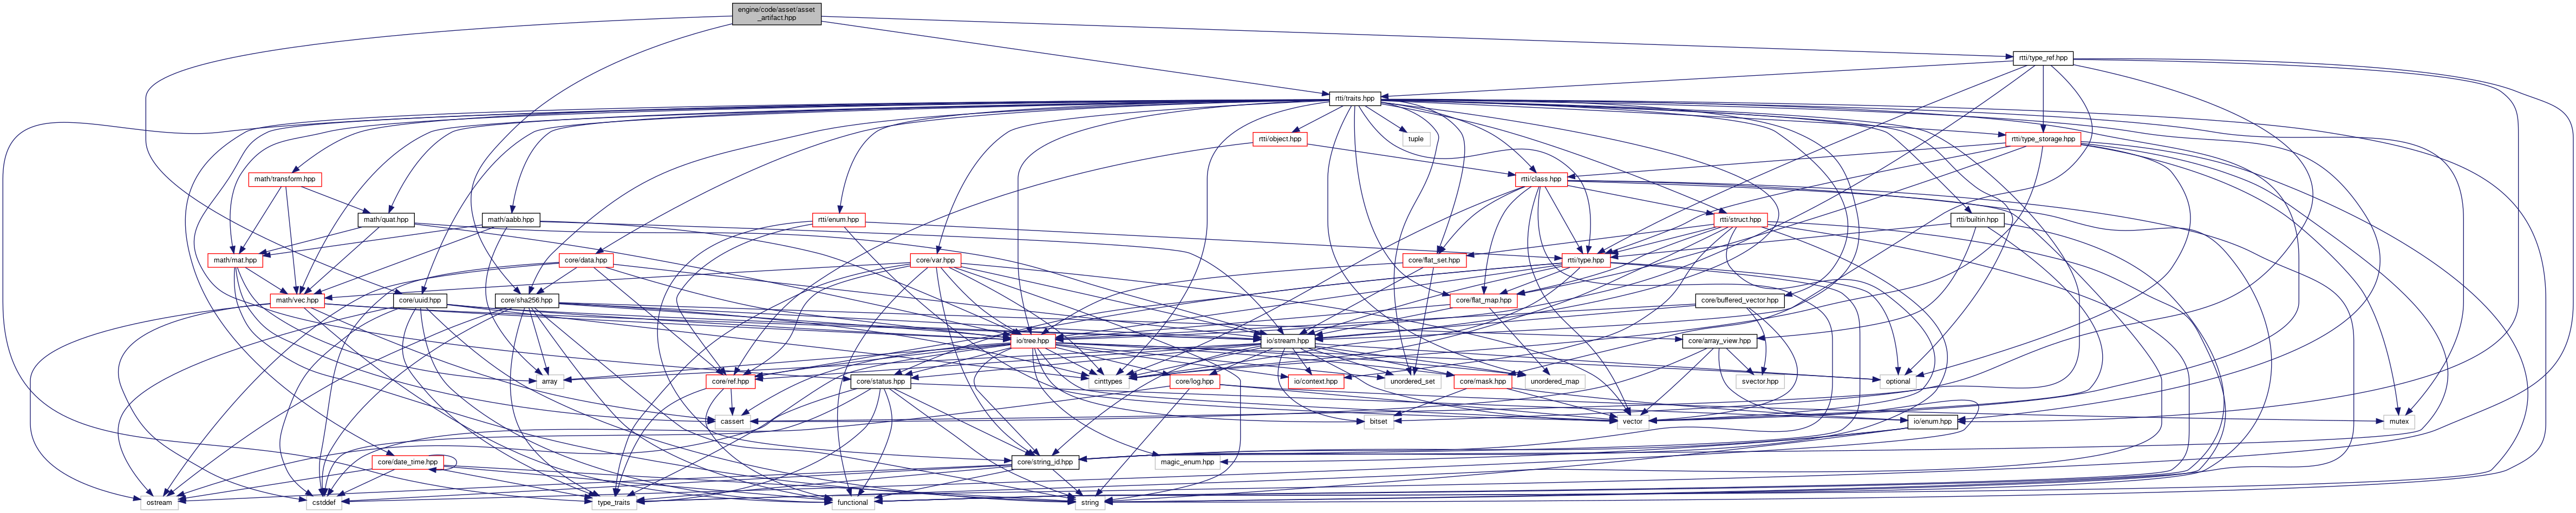 engine/code/asset/asset
_artifact.hpp
rtti/type_ref.hpp
rtti/traits.hpp
rtti/object.hpp
tuple
rtti/type_storage.hpp
math/transform.hpp
rtti/class.hpp
math/quat.hpp
math/aabb.hpp
rtti/enum.hpp
rtti/struct.hpp
rtti/builtin.hpp
math/mat.hpp
core/data.hpp
core/var.hpp
core/flat_set.hpp
rtti/type.hpp
math/vec.hpp
core/uuid.hpp
core/sha256.hpp
core/flat_map.hpp
core/buffered_vector.hpp
io/tree.hpp
io/stream.hpp
core/array_view.hpp
array
core/ref.hpp
core/status.hpp
cinttypes
core/log.hpp
io/context.hpp
unordered_set
core/mask.hpp
unordered_map
svector.hpp
optional
cassert
bitset
vector
io/enum.hpp
mutex
core/date_time.hpp
core/string_id.hpp
magic_enum.hpp
ostream
cstddef
type_traits
functional
string